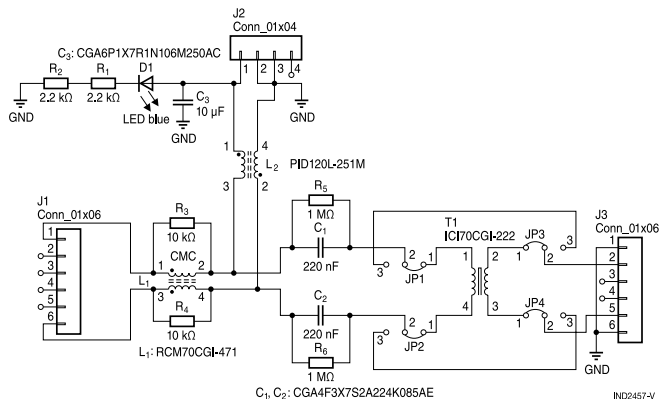 J2
Conn_01x04
C3: CGA6P1X7R1N106M250AC
R2
R1
D1
1 2 3 4
2.2 kΩ
2.2 kΩ
LED blue
C3
10 µF
GND
GND
GND
1 4
L2
PID120L-251M
3 2
J1
Conn_01x06
R3
10 kΩ
R5
1 MΩ
C1
220 nF
T1
ICI70CGI-222
JP3
J3
Conn_01x06
1
2
3
4
5
6
CMC
1 2
L1
3 4
R4
10 kΩ
L1: RCM70CGI-471
3
2
1
JP1
1 2
4 3
2
1
3
C2
220 nF
R6
1 MΩ
3
2
1
JP2
JP4
1
2
3
1
2
3
4
5
6
GND
C1, C2: CGA4F3X7S2A224K085AE
IND2457-V